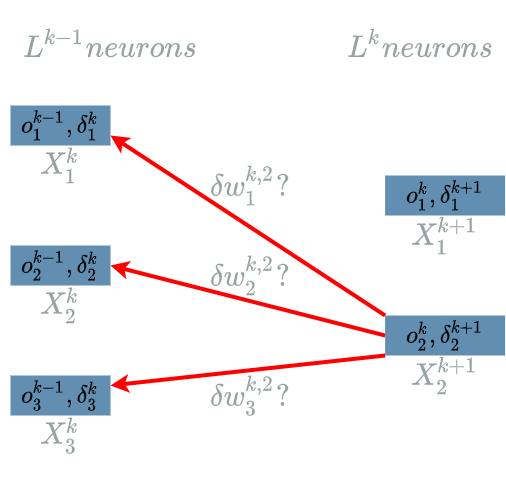 L^{k−1}neurons
L^{k}neurons
o_1^{k−1}, δ_1^k
X_1^k
δw_1^{k,2}?
o_1^k, δ_1^{k+1}
X_1^{k+1}
o_2^{k−1}, δ_2^k
X_2^k
δw_2^{k,2}?
o_2^k, δ_2^{k+1}
X_2^{k+1}
o_3^{k−1}, δ_3^k
X_3^k
δw_3^{k,2}?